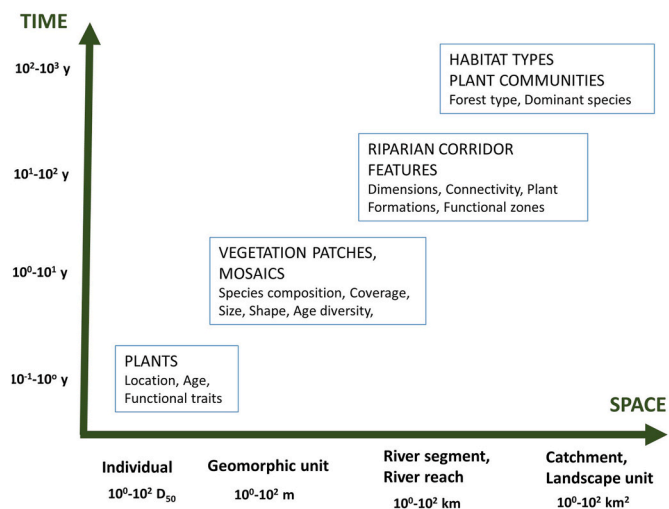 TIME
10²-10³ y
HABITAT TYPES
PLANT COMMUNITIES
Forest type, Dominant species
10¹-10² y
RIPARIAN CORRIDOR
FEATURES
Dimensions, Connectivity, Plant
Formations, Functional zones
10⁰-10¹ y
VEGETATION PATCHES,
MOSAICS
Species composition, Coverage,
Size, Shape, Age diversity,
10⁻¹-10⁰ y
PLANTS
Location, Age,
Functional traits
SPACE
Individual
10⁰-10² D₅₀
Geomorphic unit
10⁰-10² m
River segment,
River reach
10⁰-10² km
Catchment,
Landscape unit
10⁰-10² km²